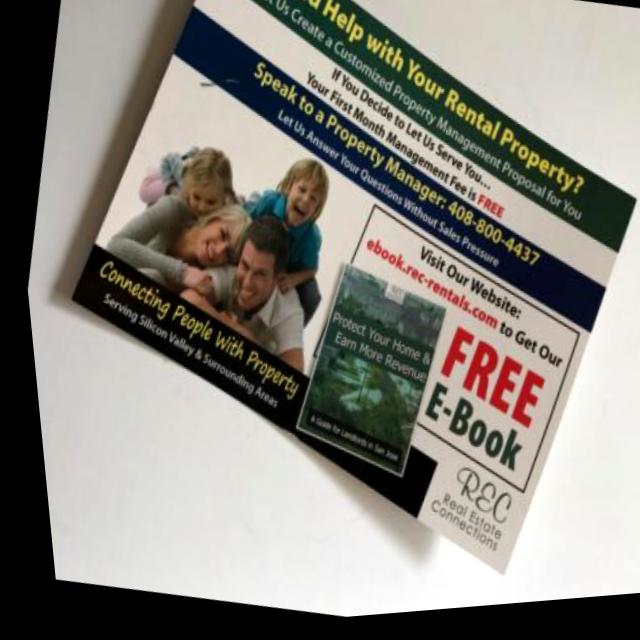 Help with Your Rental Property?
Us Create a Customized Property Management Proposal for You
If You Decide to Let Us Serve You...
Your First Month Management Fee is FREE
Speak to a Property Manager: 408-800-4437
Let Us Answer Your Questions Without Sales Pressure
Visit Our Website:
ebook.rec-rentals.com to Get Our
FREE
E-Book
Protect Your Home &
Earn More Revenue
A Guide for Landlords in San Jose
Connecting People With Property
Serving Silicon Valley & Surrounding Areas
REC
Real Estate
Connections